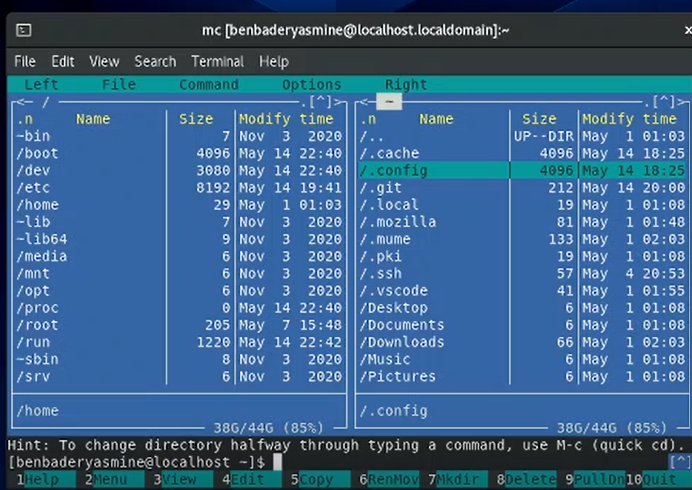 mc [benbaderyasmine@localhost.localdomain]:~
File Edit View Search Terminal Help
Left File Command Options Right
<─ / .[^]> <─ ~ .[^]>
.n Name Size Modify time .n Name Size Modify time
~bin 7 Nov 3 2020 /.. UP--DIR May 1 01:03
/boot 4096 May 14 22:40 /.cache 4096 May 14 18:25
/dev 3080 May 14 22:40 /.config 4096 May 14 18:25
/etc 8192 May 14 19:41 /.git 212 May 14 20:00
/home 29 May 1 01:03 /.local 19 May 1 01:08
~lib 7 Nov 3 2020 /.mozilla 81 May 1 01:48
~lib64 9 Nov 3 2020 /.mume 133 May 1 02:03
/media 6 Nov 3 2020 /.pki 19 May 1 01:08
/mnt 6 Nov 3 2020 /.ssh 57 May 4 20:53
/opt 6 Nov 3 2020 /.vscode 41 May 1 01:55
/proc 0 May 14 22:40 /Desktop 6 May 1 01:08
/root 205 May 7 15:48 /Documents 6 May 1 01:08
/run 1220 May 14 22:42 /Downloads 66 May 1 02:03
~sbin 8 Nov 3 2020 /Music 6 May 1 01:08
/srv 6 Nov 3 2020 /Pictures 6 May 1 01:08
/home /.config
38G/44G (85%) 38G/44G (85%)
Hint: To change directory halfway through typing a command, use M-c (quick cd)..
[benbaderyasmine@localhost ~]$ [^]
1Help 2Menu 3View 4Edit 5Copy 6RenMov 7Mkdir 8Delete 9PullDn 10Quit